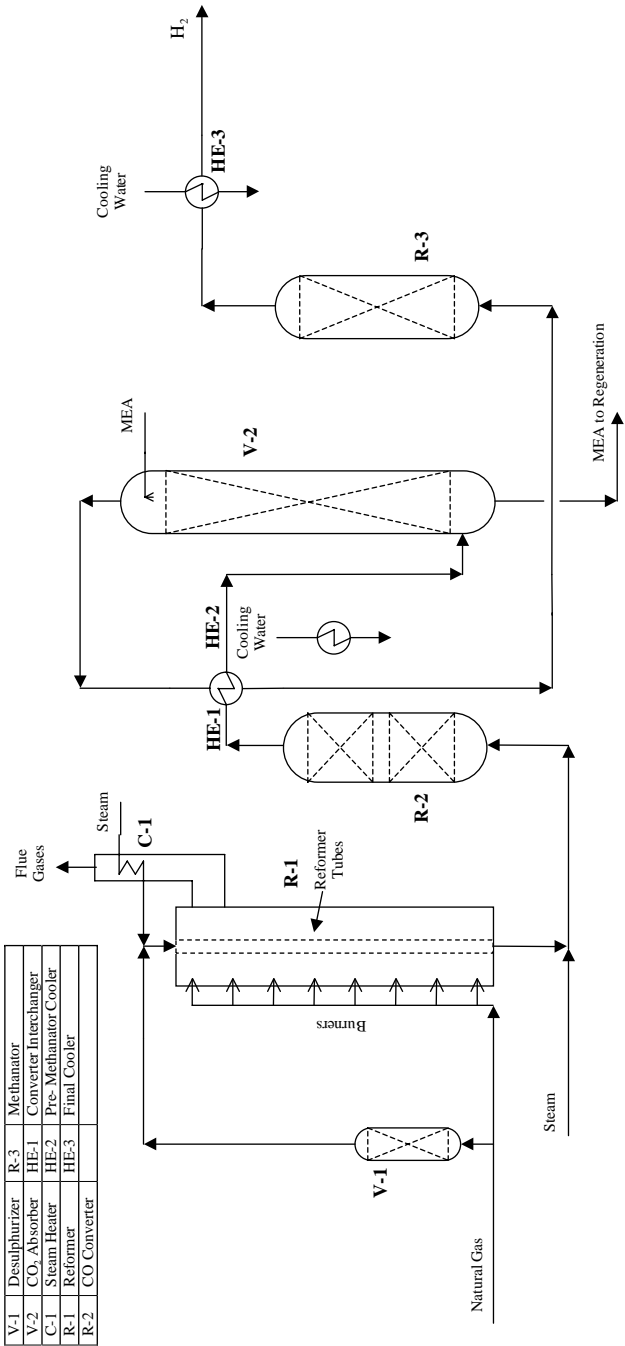 V-1 Desulphurizer R-3 Methanator
V-2 CO₂ Absorber HE-1 Converter Interchanger
C-1 Steam Heater HE-2 Pre- Methanator Cooler
R-1 Reformer HE-3 Final Cooler
R-2 CO Converter
Natural Gas
V-1
Steam
Burners
R-1
Reformer
Tubes
Flue
Gases
Steam
C-1
R-2
HE-1
HE-2
Cooling
Water
MEA
V-2
MEA to Regeneration
R-3
Cooling
Water
HE-3
H₂